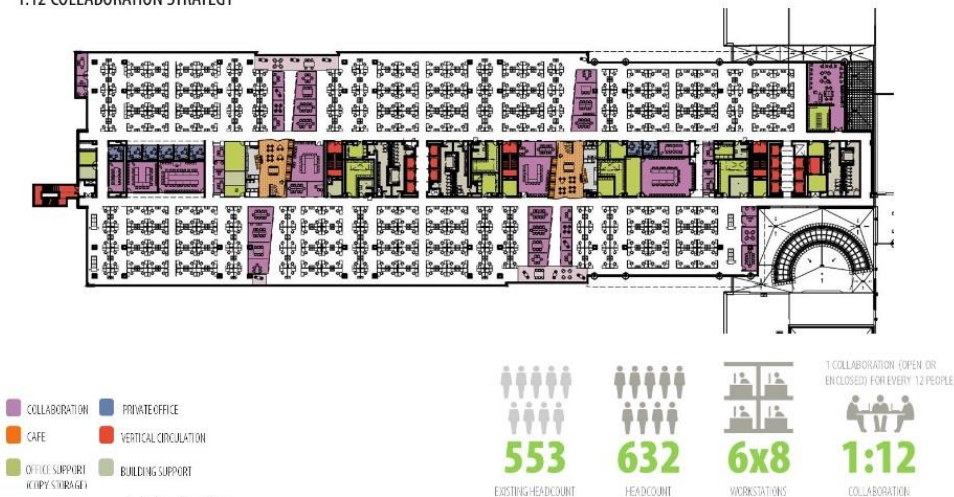 1:12 COLLABORATION STRATEGY
1 COLLABORATION (OPEN OR
ENCLOSED) FOR EVERY 12 PEOPLE
COLLABORATION
PRIVATE OFFICE
CAFE
VERTICAL CIRCULATION
OFFICE SUPPORT
(COPY STORAGE)
BUILDING SUPPORT
553
EXISTING HEADCOUNT
632
HEADCOUNT
6x8
WORKSTATIONS
1:12
COLLABORATION